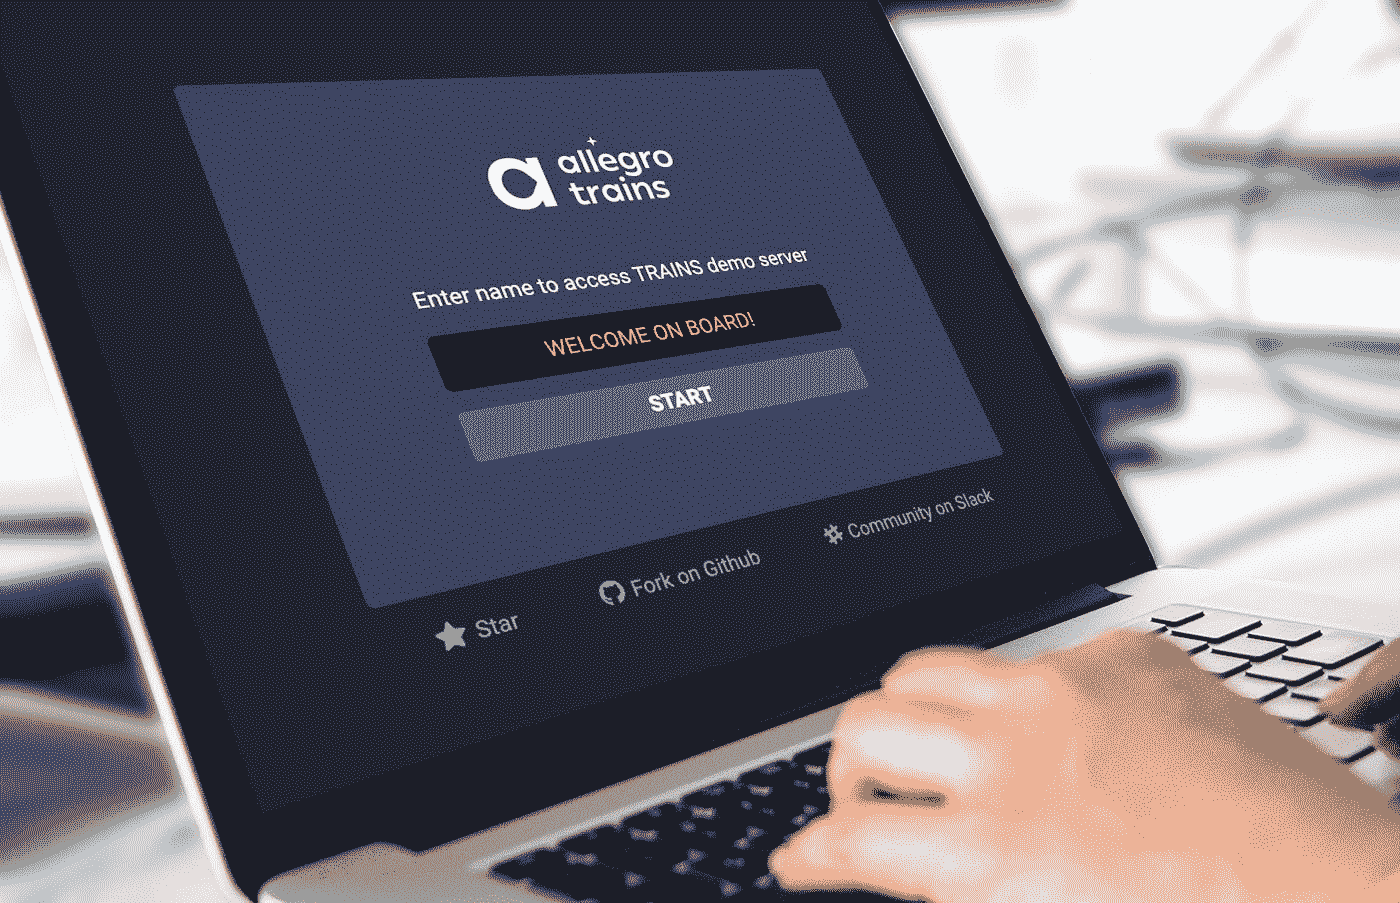 allegro
trains
Enter name to access TRAINS demo server
WELCOME ON BOARD!
START
Star
Fork on Github
Community on Slack